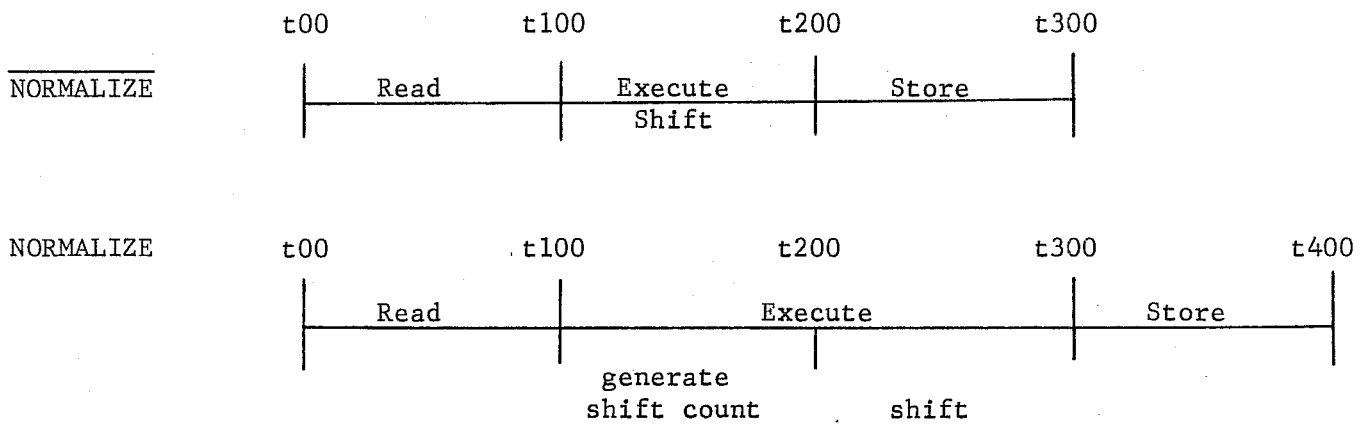 t00 t100 t200 t300
NORMALIZE Read Execute Store
Shift
NORMALIZE t00 t100 t200 t300 t400
Read Execute Store
generate
shift count shift